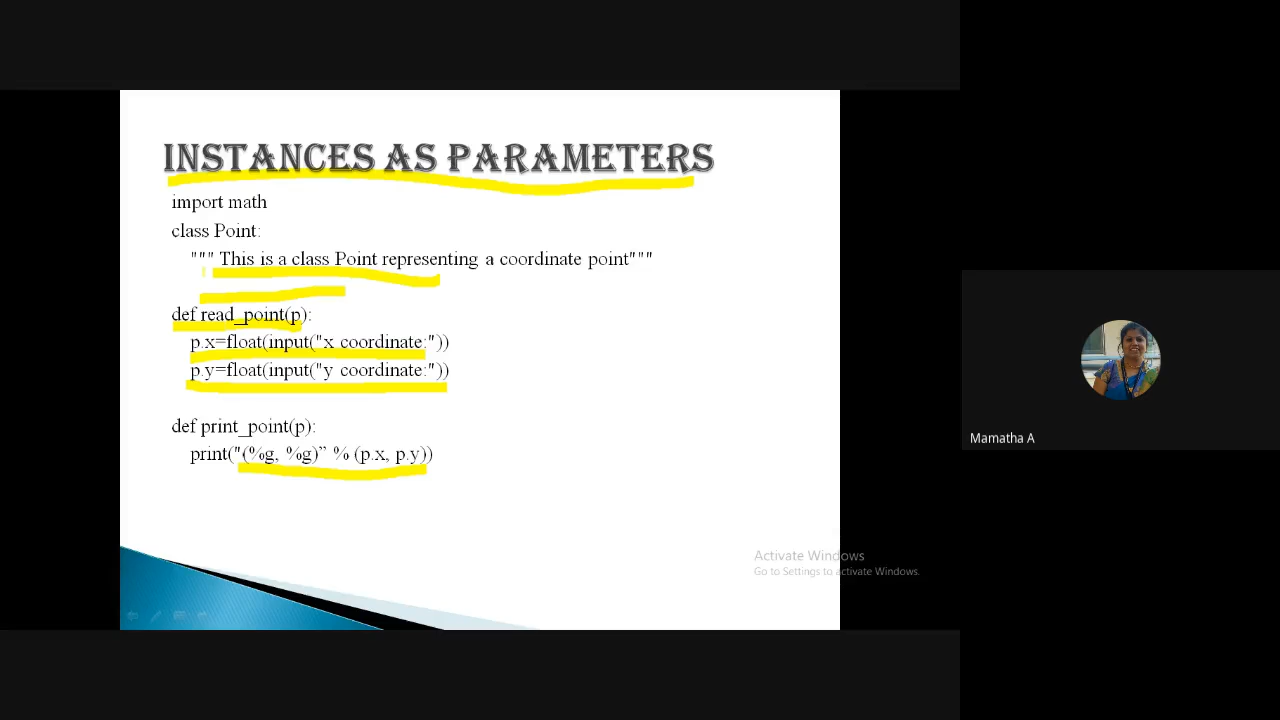 INSTANCES AS PARAMETERS
import math
class Point:
""" This is a class Point representing a coordinate point"""
def read_point(p):
p.x=float(input("x coordinate:"))
p.y=float(input("y coordinate:"))
def print_point(p):
print("(%g, %g)” % (p.x, p.y))
Mamatha A
Activate Windows
Go to Settings to activate Windows.